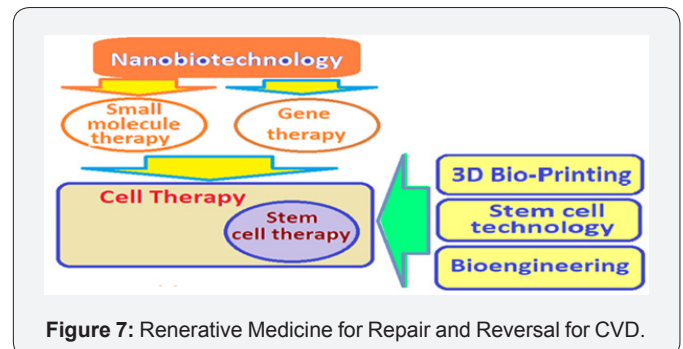 Nanobiotechnology
Small
molecule
therapy
Gene
therapy
Cell Therapy
Stem
cell therapy
3D Bio-Printing
Stem cell
technology
Bioengineering
Figure 7: Renerative Medicine for Repair and Reversal for CVD.